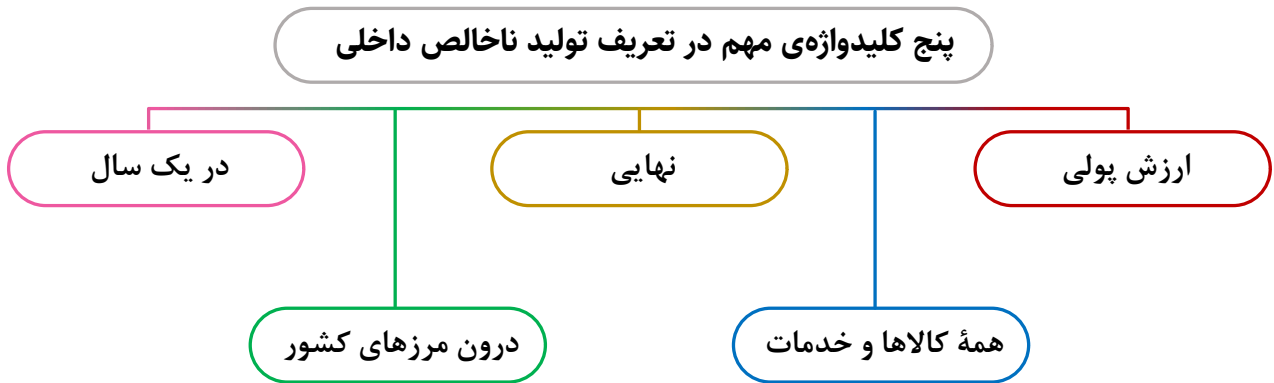 پنج کلیدواژه‌ی مهم در تعریف تولید ناخالص داخلی
ارزش پولی
همهٔ کالاها و خدمات
نهایی
درون مرزهای کشور
در یک سال